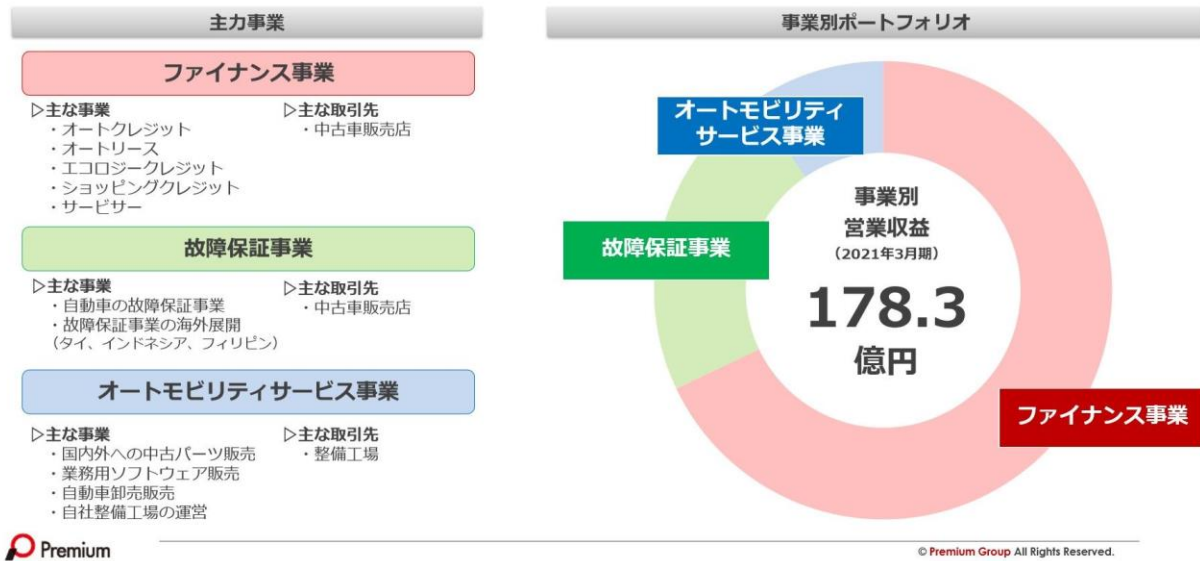 主力事業
ファイナンス事業
▷主な事業
・オートクレジット
・オートリース
・エコロジークレジット
・ショッピングクレジット
・サービサー
▷主な取引先
・中古車販売店
故障保証事業
▷主な事業
・自動車の故障保証事業
・故障保証事業の海外展開
（タイ、インドネシア、フィリピン）
▷主な取引先
・中古車販売店
オートモビリティサービス事業
▷主な事業
・国内外への中古パーツ販売
・業務用ソフトウェア販売
・自動車卸売販売
・自社整備工場の運営
▷主な取引先
・整備工場
事業別ポートフォリオ
オートモビリティ
サービス事業
故障保証事業
事業別
営業収益
（2021年3月期）
178.3
億円
ファイナンス事業
Premium
© Premium Group All Rights Reserved.